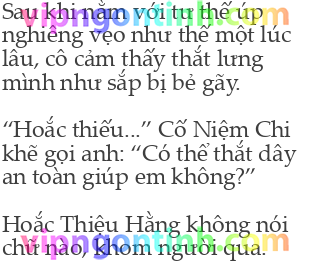 Sau khi nằm với tư thế úp
vipngontinh.com
nghiêng vẹo như thế một lúc
lâu, cô cảm thấy thắt lưng
mình như sắp bị bẻ gãy.
“Hoắc thiếu...” Cố Niệm Chi
khẽ gọi anh: “Có thể thắt dây
an toàn giúp em không?”
Hoắc Thiệu Hằng không nói
vipngontinh.com
chữ nào, khom người qua.